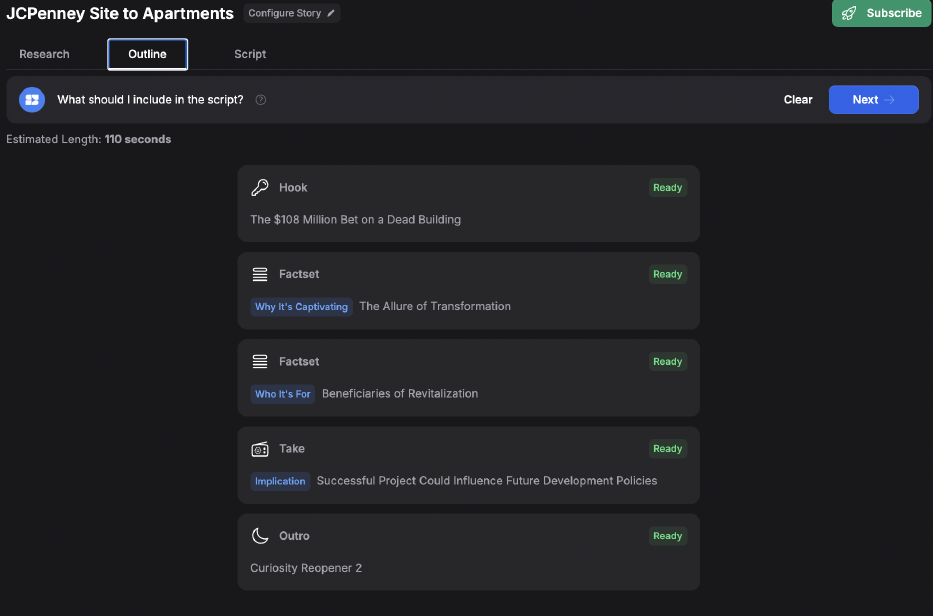 JCPenney Site to Apartments Configure Story Subscribe
Research Outline Script
What should I include in the script? Clear Next →
Estimated Length: 110 seconds
Hook Ready
The $108 Million Bet on a Dead Building
Factset Ready
Why It's Captivating The Allure of Transformation
Factset Ready
Who It's For Beneficiaries of Revitalization
Take Ready
Implication Successful Project Could Influence Future Development Policies
Outro Ready
Curiosity Reopener 2